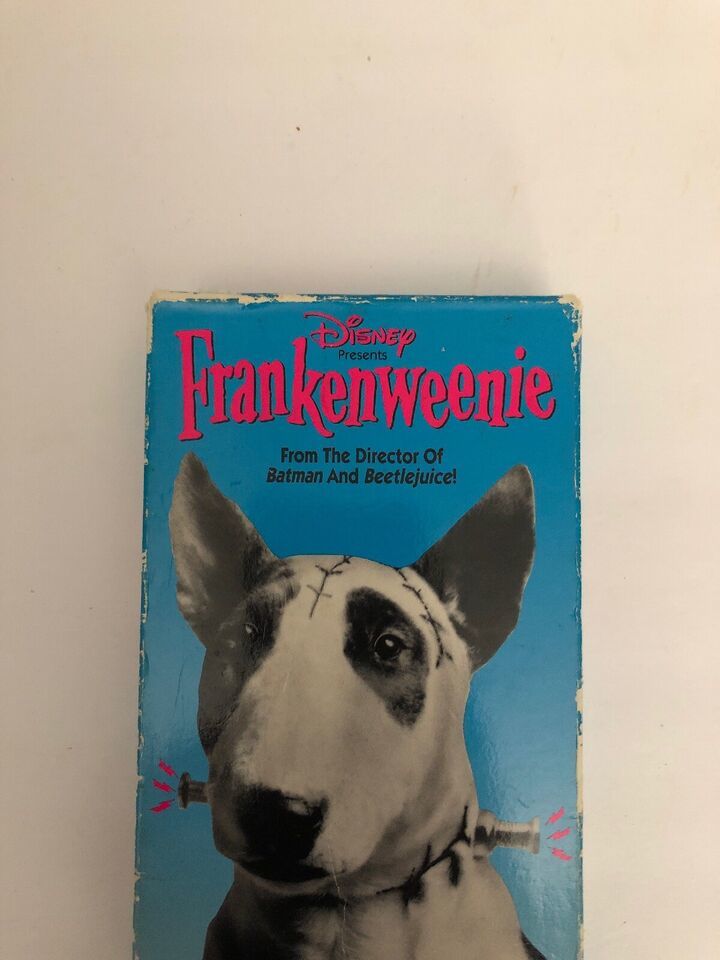 Disney
Presents
Frankenweenie
From The Director Of
Batman And Beetlejuice!